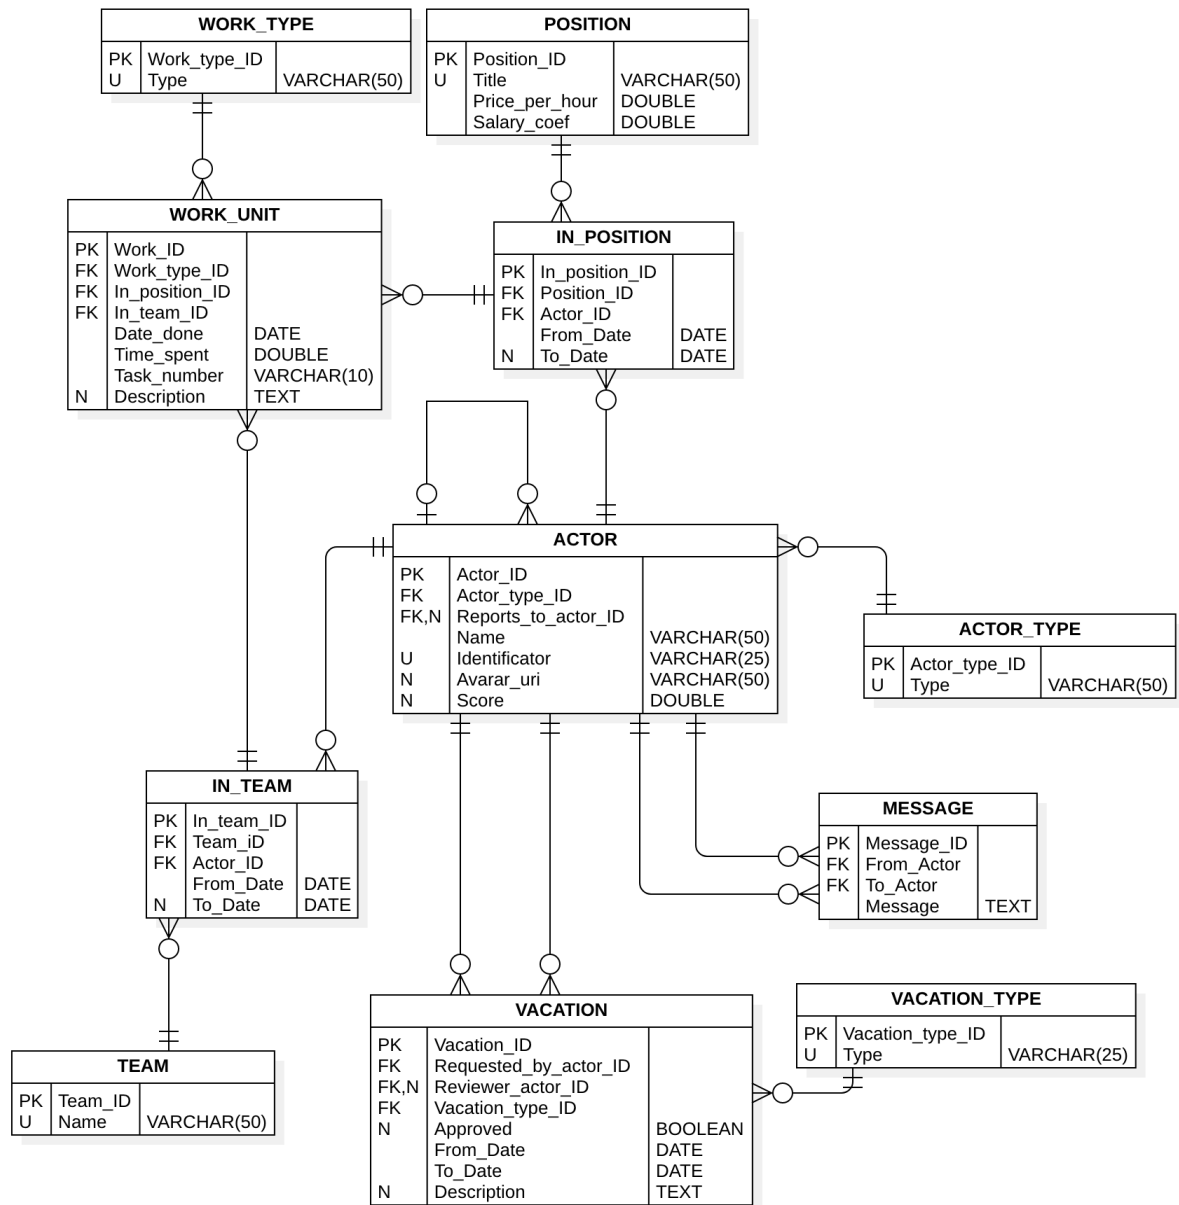 WORK_TYPE
PK Work_type_ID
U Type VARCHAR(50)
POSITION
PK Position_ID
U Title VARCHAR(50)
Price_per_hour DOUBLE
Salary_coef DOUBLE
WORK_UNIT
PK Work_ID
FK Work_type_ID
FK In_position_ID
FK In_team_ID
Date_done DATE
Time_spent DOUBLE
Task_number VARCHAR(10)
N Description TEXT
IN_POSITION
PK In_position_ID
FK Position_ID
FK Actor_ID
From_Date DATE
N To_Date DATE
ACTOR
PK Actor_ID
FK Actor_type_ID
FK,N Reports_to_actor_ID
Name VARCHAR(50)
U Identificator VARCHAR(25)
N Avarar_uri VARCHAR(50)
N Score DOUBLE
ACTOR_TYPE
PK Actor_type_ID
U Type VARCHAR(50)
IN_TEAM
PK In_team_ID
FK Team_iD
FK Actor_ID
From_Date DATE
N To_Date DATE
MESSAGE
PK Message_ID
FK From_Actor
FK To_Actor
Message TEXT
TEAM
PK Team_ID
U Name VARCHAR(50)
VACATION
PK Vacation_ID
FK Requested_by_actor_ID
FK,N Reviewer_actor_ID
FK Vacation_type_ID
N Approved BOOLEAN
From_Date DATE
To_Date DATE
N Description TEXT
VACATION_TYPE
PK Vacation_type_ID
U Type VARCHAR(25)